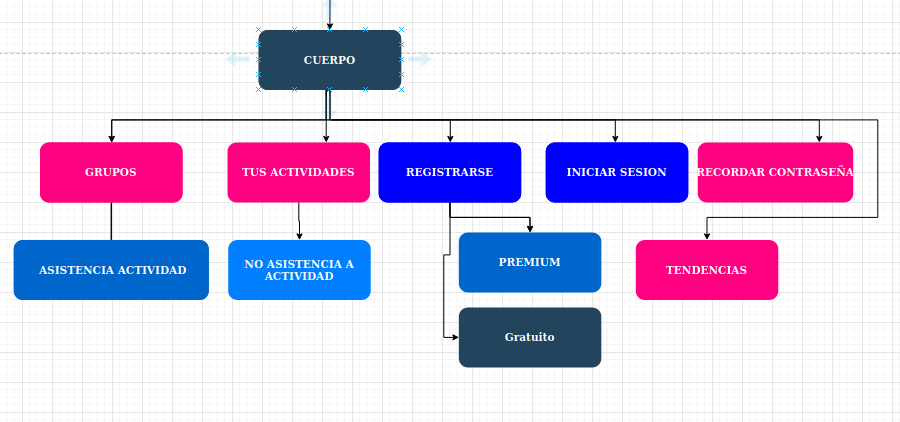 CUERPO
GRUPOS
TUS ACTIVIDADES
REGISTRARSE
INICIAR SESION
RECORDAR CONTRASEÑA
ASISTENCIA ACTIVIDAD
NO ASISTENCIA A
ACTIVIDAD
PREMIUM
TENDENCIAS
Gratuito